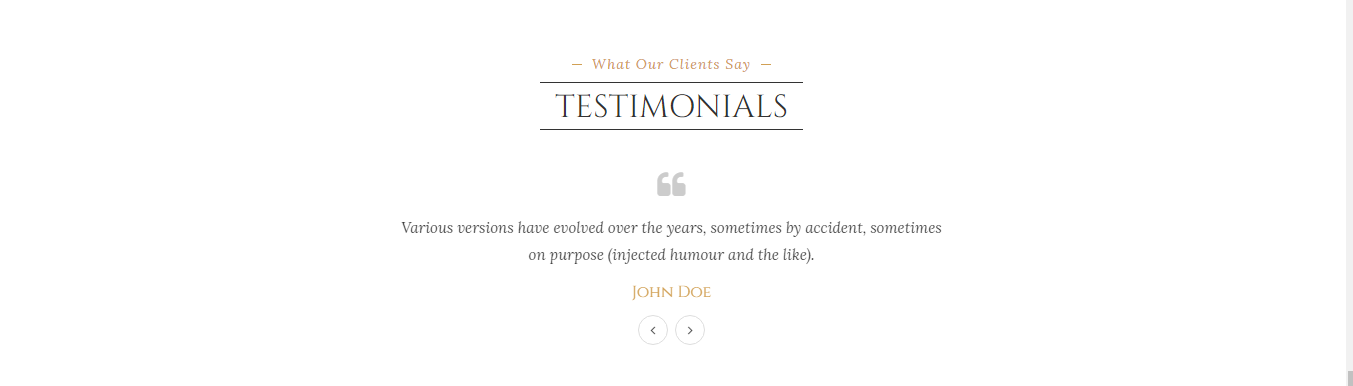 — What Our Clients Say —
TESTIMONIALS
“
Various versions have evolved over the years, sometimes by accident, sometimes
on purpose (injected humour and the like).
John Doe